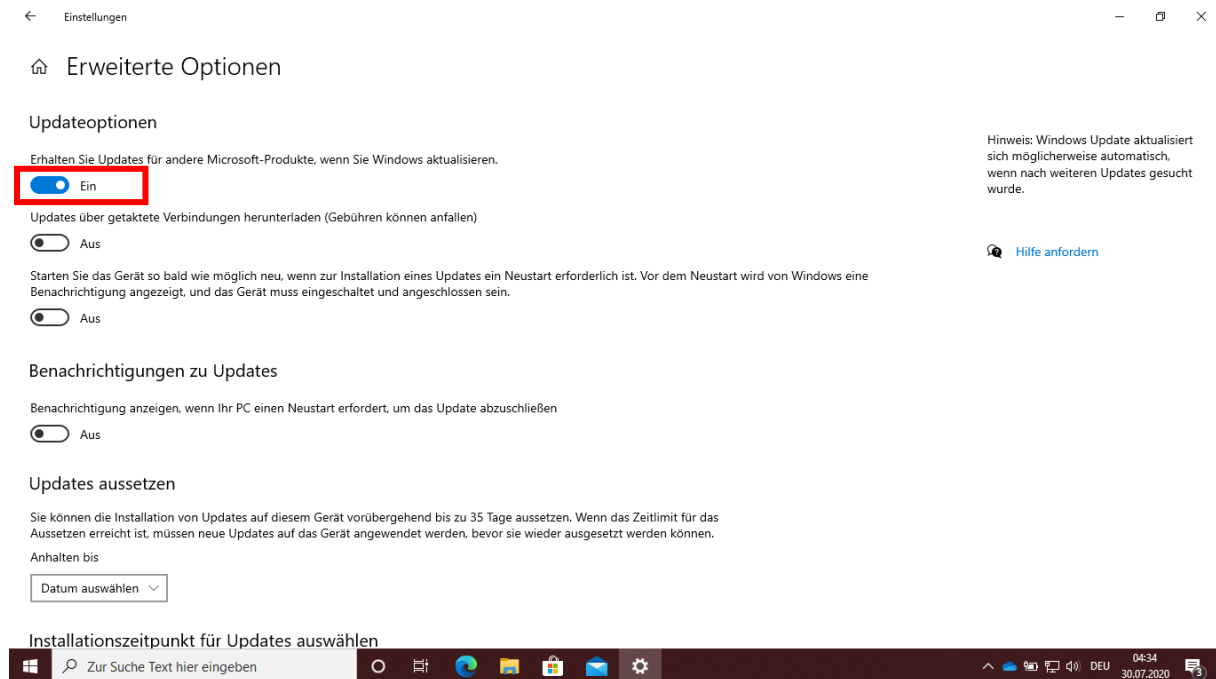 Einstellungen
Erweiterte Optionen
Updateoptionen
Erhalten Sie Updates für andere Microsoft-Produkte, wenn Sie Windows aktualisieren.
Ein
Updates über getaktete Verbindungen herunterladen (Gebühren können anfallen)
Aus
Starten Sie das Gerät so bald wie möglich neu, wenn zur Installation eines Updates ein Neustart erforderlich ist. Vor dem Neustart wird von Windows eine
Benachrichtigung angezeigt, und das Gerät muss eingeschaltet und angeschlossen sein.
Aus
Benachrichtigungen zu Updates
Benachrichtigung anzeigen, wenn Ihr PC einen Neustart erfordert, um das Update abzuschließen
Aus
Updates aussetzen
Sie können die Installation von Updates auf diesem Gerät vorübergehend bis zu 35 Tage aussetzen. Wenn das Zeitlimit für das
Aussetzen erreicht ist, müssen neue Updates auf das Gerät angewendet werden, bevor sie wieder ausgesetzt werden können.
Anhalten bis
Datum auswählen
Installationszeitpunkt für Updates auswählen
Hinweis: Windows Update aktualisiert
sich möglicherweise automatisch,
wenn nach weiteren Updates gesucht
wurde.
Hilfe anfordern
Zur Suche Text hier eingeben
DEU
04:34
30.07.2020
3